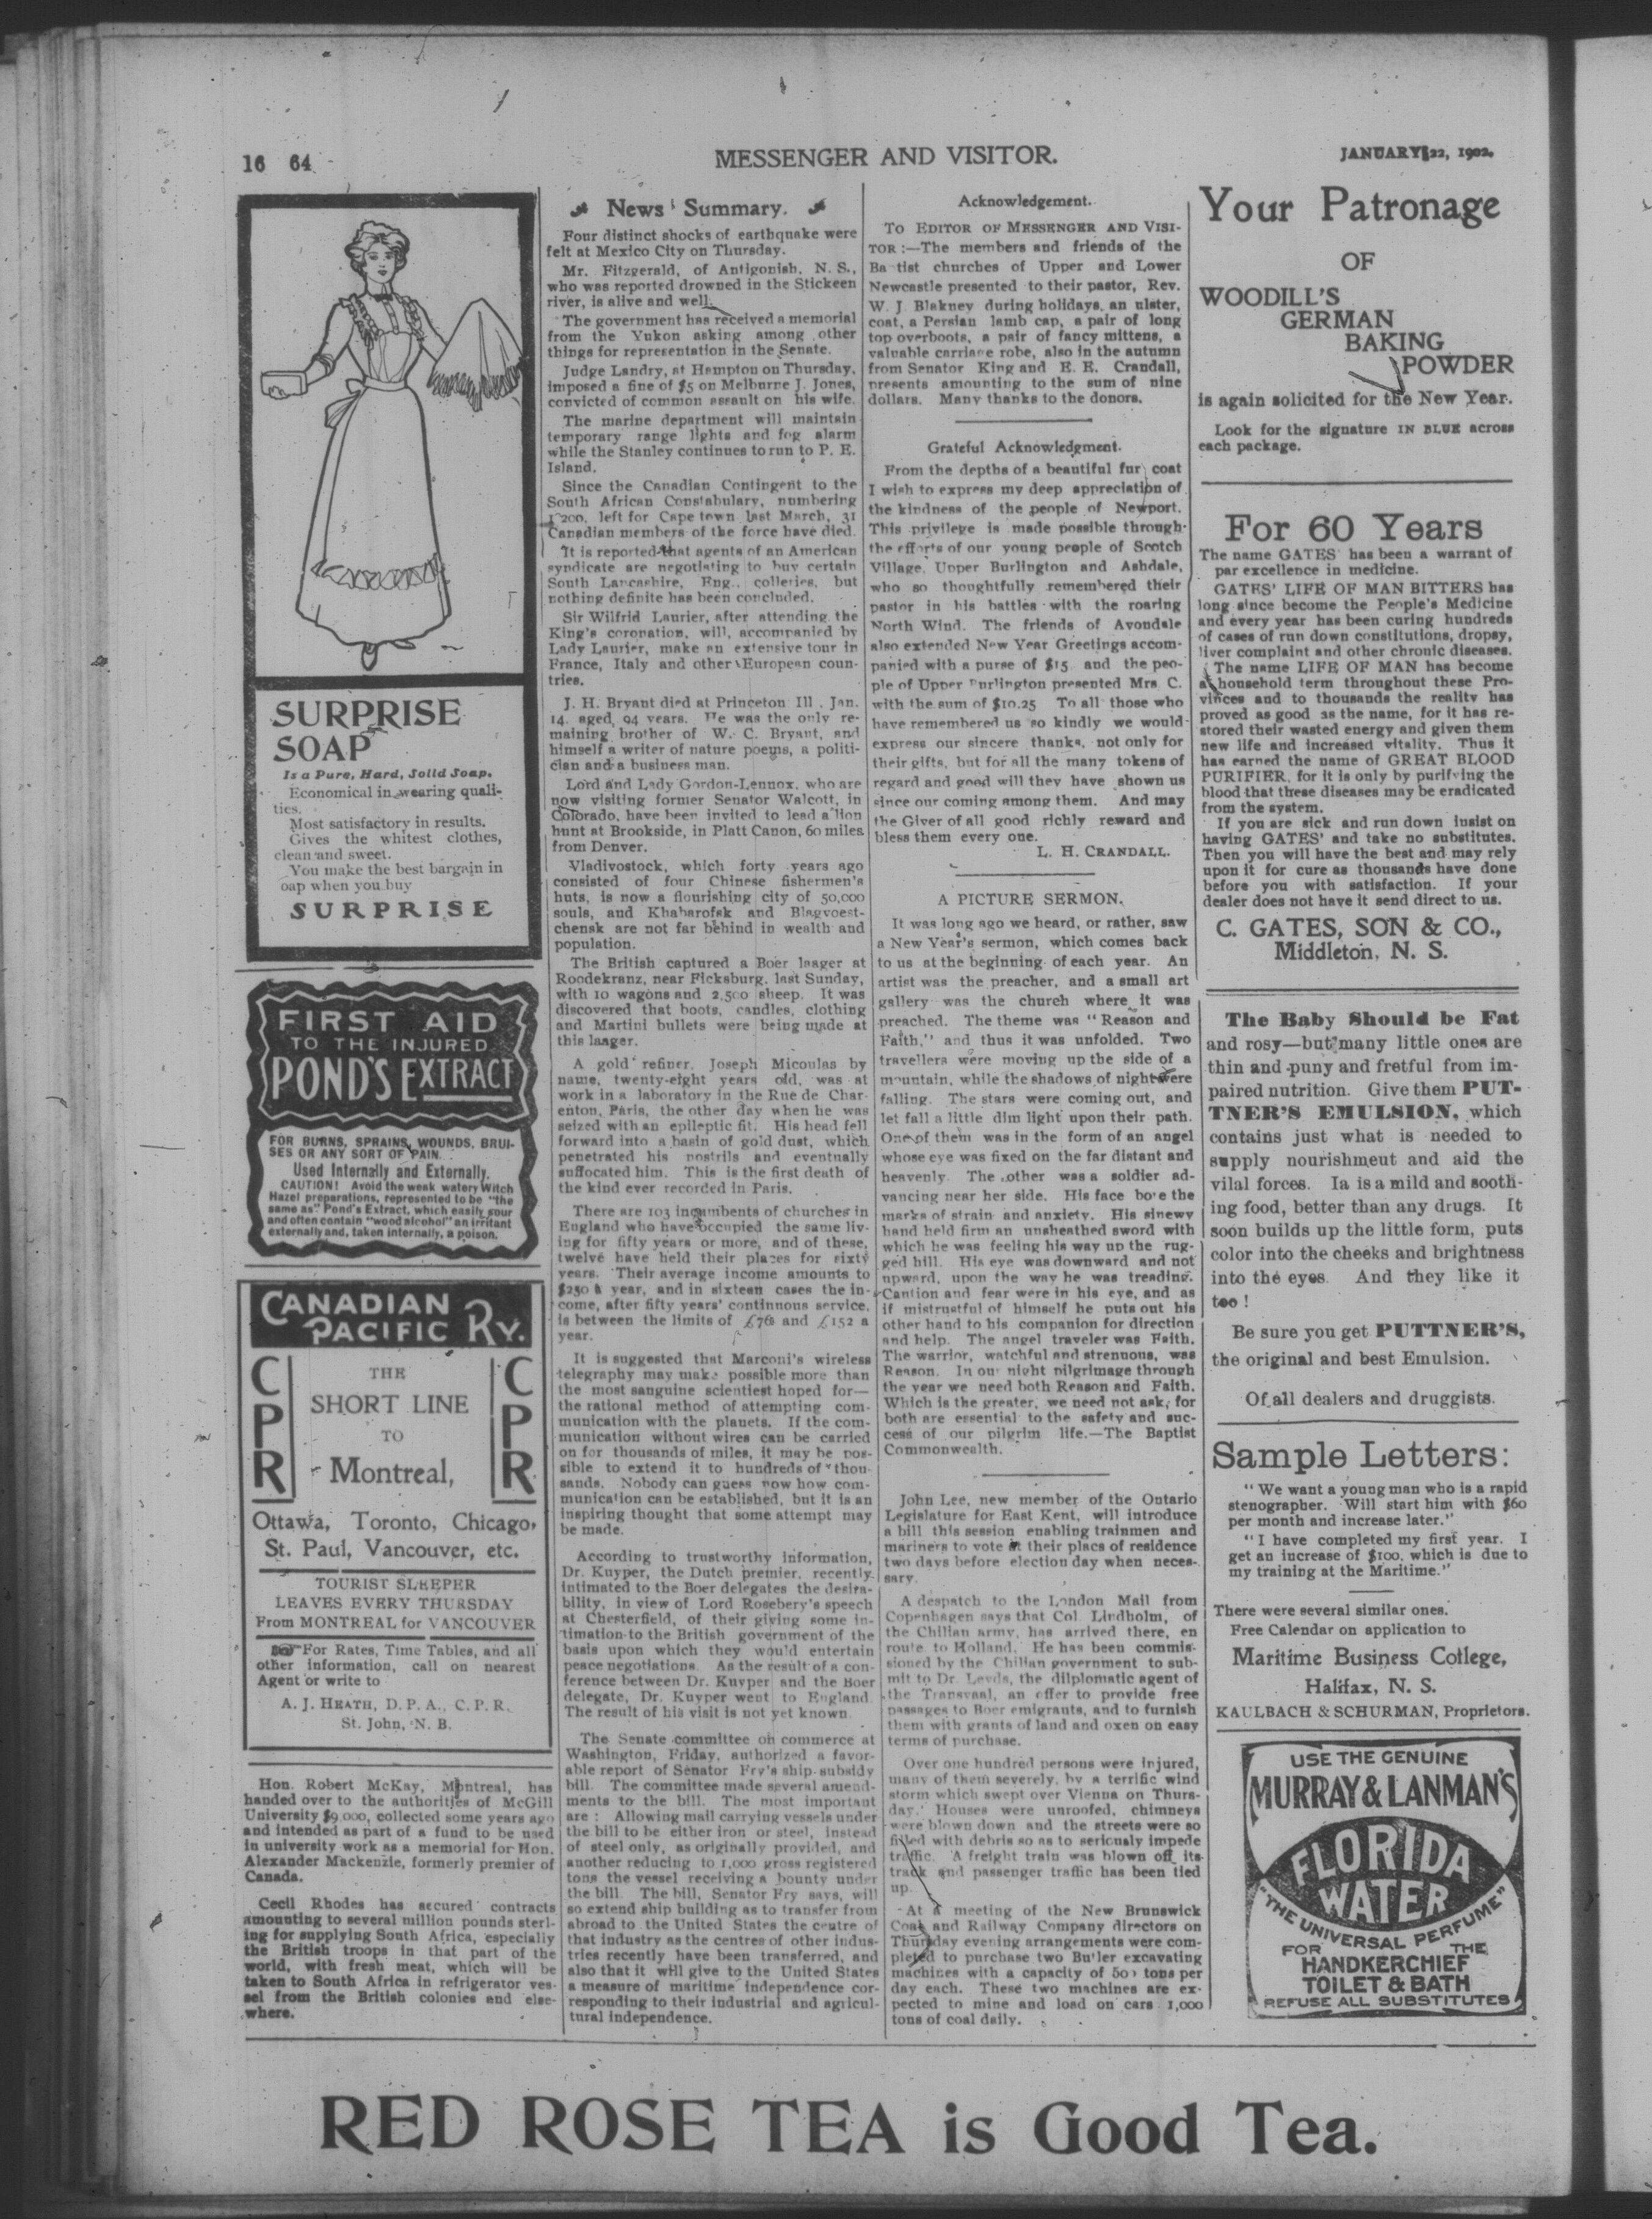 16 64
MESSENGER AND VISITOR.
JANUARY 22, 1902.
SURPRISE
SOAP
Is a Pure, Hard, Solid Soap.
Economical in wearing quali-
ties.
Most satisfactory in results.
Gives the whitest clothes,
clean and sweet.
You make the best bargain in
oap when you buy
SURPRISE
FIRST AID
TO THE INJURED
POND'S EXTRACT
FOR BURNS, SPRAINS, WOUNDS, BRUI-
SES OR ANY SORT OF PAIN.
Used Internally and Externally.
CAUTION! Avoid the weak watery Witch
Hazel preparations, represented to be "the
same as" Pond's Extract, which easily sour
and often contain "wood alcohol" an irritant
externally and, taken internally, a poison.
CANADIAN
PACIFIC RY.
CPR
THE
SHORT LINE
TO
Montreal,
CPR
Ottawa, Toronto, Chicago,
St. Paul, Vancouver, etc.
TOURIST SLEEPER
LEAVES EVERY THURSDAY
From MONTREAL for VANCOUVER
For Rates, Time Tables, and all
other information, call on nearest
Agent or write to
A. J. HEATH, D. P. A., C. P. R.
St. John, N. B.
Hon. Robert McKay, Montreal, has
handed over to the authorities of McGill
University $9 000, collected some years ago
and intended as part of a fund to be used
in university work as a memorial for Hon.
Alexander Mackenzie, formerly premier of
Canada.
Cecil Rhodes has secured contracts
amounting to several million pounds sterl-
ing for supplying South Africa, especially
the British troops in that part of the
world, with fresh meat, which will be
taken to South Africa in refrigerator ves-
sel from the British colonies and else-
where.
News Summary.
Four distinct shocks of earthquake were
felt at Mexico City on Thursday.
Mr. Fitzgerald, of Antigonish, N. S.,
who was reported drowned in the Stickeen
river, is alive and well.
The government has received a memorial
from the Yukon asking among other
things for representation in the Senate.
Judge Landry, at Hampton on Thursday,
imposed a fine of $5 on Melburne J. Jones,
convicted of common assault on his wife.
The marine department will maintain
temporary range lights and fog alarm
while the Stanley continues to run to P. E.
Island.
Since the Canadian Contingent to the
South African Constabulary, numbering
1 200, left for Cape town last March, 31
Canadian members of the force have died.
It is reported that agents of an American
syndicate are negotiating to buy certain
South Lancashire, Eng., colleries, but
nothing definite has been concluded.
Sir Wilfrid Laurier, after attending the
King's coronation, will, accompanied by
Lady Laurier, make an extensive tour in
France, Italy and other European coun-
tries.
J. H. Bryant died at Princeton Ill, Jan.
14, aged, 94 years. He was the only re-
maining brother of W. C. Bryant, and
himself a writer of nature poems, a politi-
cian and a business man.
Lord and Lady Gordon-Lennox, who are
now visiting former Senator Walcott, in
Colorado, have been invited to lead a lion
hunt at Brookside, in Platt Canon, 60 miles
from Denver.
Vladivostock, which forty years ago
consisted of four Chinese fishermen's
huts, is now a flourishing city of 50,000
souls, and Khabarofsk and Blagvoest-
chensk are not far behind in wealth and
population.
The British captured a Boer laager at
Roodekranz, near Ficksburg, last Sunday,
with 10 wagons and 2,500 sheep. It was
discovered that boots, candles, clothing
and Martini bullets were being made at
this laager.
A gold refiner, Joseph Micoulas by
name, twenty-eight years old, was at
work in a laboratory in the Rue de Char-
enton, Paris, the other day when he was
seized with an epileptic fit. His head fell
forward into a basin of gold dust, which
penetrated his nostrils and eventually
suffocated him. This is the first death of
the kind ever recorded in Paris.
There are 103 incumbents of churches in
England who have occupied the same liv-
ing for fifty years or more, and of these,
twelve have held their places for sixty
years. Their average income amounts to
$250 a year, and in sixteen cases the in-
come, after fifty years' continuous service,
is between the limits of £76 and £152 a
year.
It is suggested that Marconi's wireless
telegraphy may make possible more than
the most sanguine scientiest hoped for—
the rational method of attempting com-
munication with the planets. If the com-
munication without wires can be carried
on for thousands of miles, it may be pos-
sible to extend it to hundreds of thou-
sands. Nobody can guess now how com-
munication can be established, but it is an
inspiring thought that some attempt may
be made.
According to trustworthy information,
Dr. Kuyper, the Dutch premier, recently
intimated to the Boer delegates the desira-
bility, in view of Lord Rosebery's speech
at Chesterfield, of their giving some in-
timation to the British government of the
basis upon which they would entertain
peace negotiations. As the result of a con-
ference between Dr. Kuyper and the Boer
delegate, Dr. Kuyper went to England.
The result of his visit is not yet known.
The Senate committee on commerce at
Washington, Friday, authorized a favor-
able report of Senator Fry's ship subsidy
bill. The committee made several amend-
ments to the bill. The most important
are: Allowing mail carrying vessels under
the bill to be either iron or steel, instead
of steel only, as originally provided, and
another reducing to 1,000 gross registered
tons the vessel receiving a bounty under
the bill. The bill, Senator Fry says, will
so extend ship building as to transfer from
abroad to the United States the centre of
that industry as the centres of other indus-
tries recently have been transferred, and
also that it will give to the United States
a measure of maritime independence cor-
responding to their industrial and agricul-
tural independence.
Acknowledgement.
TO EDITOR OF MESSENGER AND VISI-
TOR:—The members and friends of the
Ba tist churches of Upper and Lower
Newcastle presented to their pastor, Rev.
W. J. Blakney during holidays, an ulster,
coat, a Persian lamb cap, a pair of long
top overboots, a pair of fancy mittens, a
valuable carriage robe, also in the autumn
from Senator King and E. E. Crandall,
presents amounting to the sum of nine
dollars. Many thanks to the donors.
Grateful Acknowledgment.
From the depths of a beautiful fur coat
I wish to express my deep appreciation of
the kindness of the people of Newport.
This privilege is made possible through
the efforts of our young people of Scotch
Village, Upper Burlington and Ashdale,
who so thoughtfully remembered their
pastor in his battles with the roaring
North Wind. The friends of Avondale
also extended New Year Greetings accom-
panied with a purse of $15 and the peo-
ple of Upper Burlington presented Mrs. C.
with the sum of $10.25 To all those who
have remembered us so kindly we would
express our sincere thanks, not only for
their gifts, but for all the many tokens of
regard and good will they have shown us
since our coming among them. And may
the Giver of all good richly reward and
bless them every one.
L. H. CRANDALL.
A PICTURE SERMON.
It was long ago we heard, or rather, saw
a New Year's sermon, which comes back
to us at the beginning of each year. An
artist was the preacher, and a small art
gallery was the church where it was
preached. The theme was "Reason and
Faith," and thus it was unfolded. Two
travellers were moving up the side of a
mountain, while the shadows of night were
falling. The stars were coming out, and
let fall a little dim light upon their path.
One of them was in the form of an angel
whose eye was fixed on the far distant and
heavenly. The other was a soldier ad-
vancing near her side. His face bore the
marks of strain and anxiety. His sinewy
hand held firm an unsheathed sword with
which he was feeling his way up the rug-
ged hill. His eye was downward and not
upward, upon the way he was treading.
Caution and fear were in his eye, and as
if mistrustful of himself he puts out his
other hand to his companion for direction
and help. The angel traveler was Faith.
The warrior, watchful and strenuous, was
Reason. In our night pilgrimage through
the year we need both Reason and Faith.
Which is the greater, we need not ask, for
both are essential to the safety and suc-
cess of our pilgrim life.—The Baptist
Commonwealth.
John Lee, new member of the Ontario
Legislature for East Kent, will introduce
a bill this session enabling trainmen and
mariners to vote at their placs of residence
two days before election day when neces-
sary.
A despatch to the London Mail from
Copenhagen says that Col. Lindholm, of
the Chilian army, has arrived there, en
route to Holland. He has been commis-
sioned by the Chilian government to sub-
mit to Dr. Leyds, the dilplomatic agent of
the Transvaal, an offer to provide free
passages to Boer emigrants, and to furnish
them with grants of land and oxen on easy
terms of purchase.
Over one hundred persons were injured,
many of them severely, by a terrific wind
storm which swept over Vienna on Thurs-
day. Houses were unroofed, chimneys
were blown down and the streets were so
filled with debris so as to seriously impede
traffic. A freight train was blown off its
track and passenger traffic has been tied
up.
At a meeting of the New Brunswick
Coal and Railway Company directors on
Thursday evening arrangements were com-
pleted to purchase two Butler excavating
machines with a capacity of 500 tons per
day each. These two machines are ex-
pected to mine and load on cars 1,000
tons of coal daily.
Your Patronage
OF
WOODILL'S
GERMAN
BAKING
POWDER
is again solicited for the New Year.
Look for the signature IN BLUE across
each package.
For 60 Years
The name GATES has been a warrant of
par excellence in medicine.
GATES' LIFE OF MAN BITTERS has
long since become the People's Medicine
and every year has been curing hundreds
of cases of run down constitutions, dropsy,
liver complaint and other chronic diseases.
The name LIFE OF MAN has become
a household term throughout these Pro-
vinces and to thousands the reality has
proved as good as the name, for it has re-
stored their wasted energy and given them
new life and increased vitality. Thus it
has earned the name of GREAT BLOOD
PURIFIER, for it is only by purifying the
blood that these diseases may be eradicated
from the system.
If you are sick and run down insist on
having GATES' and take no substitutes.
Then you will have the best and may rely
upon it for cure as thousands have done
before you with satisfaction. If your
dealer does not have it send direct to us.
C. GATES, SON & CO.,
Middleton, N. S.
The Baby Should be Fat
and rosy—but many little ones are
thin and puny and fretful from im-
paired nutrition. Give them PUT-
TNER'S EMULSION, which
contains just what is needed to
supply nourishment and aid the
vital forces. Ia is a mild and sooth-
ing food, better than any drugs. It
soon builds up the little form, puts
color into the cheeks and brightness
into the eyes. And they like it
too!
Be sure you get PUTTNER'S,
the original and best Emulsion.
Of all dealers and druggists.
Sample Letters:
"We want a young man who is a rapid
stenographer. Will start him with $60
per month and increase later."
"I have completed my first year. I
get an increase of $100, which is due to
my training at the Maritime."
There were several similar ones.
Free Calendar on application to
Maritime Business College,
Halifax, N. S.
KAULBACH & SCHURMAN, Proprietors.
USE THE GENUINE
MURRAY & LANMAN'S
FLORIDA
WATER
"THE UNIVERSAL PERFUME"
FOR THE
HANDKERCHIEF
TOILET & BATH
REFUSE ALL SUBSTITUTES
RED ROSE TEA is Good Tea.